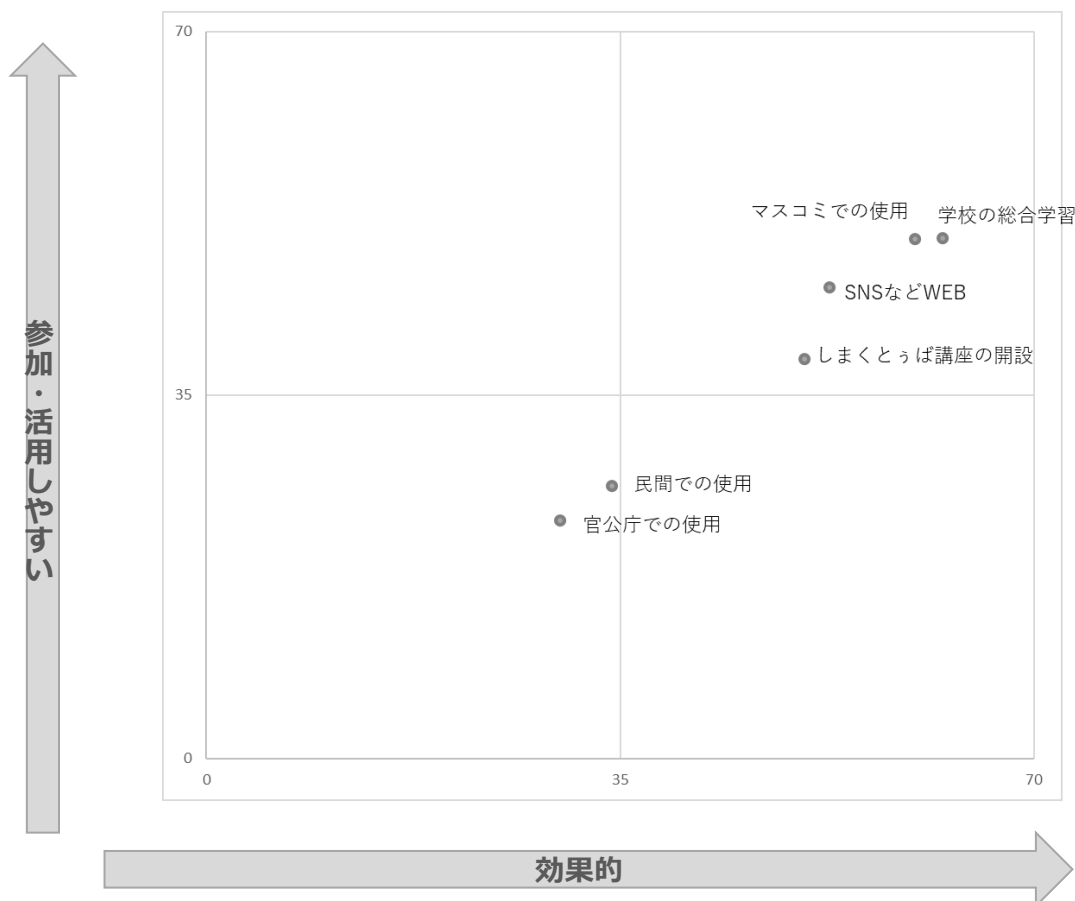 70
マスコミでの使用
学校の総合学習
SNSなどWEB
しまくとぅば講座の開設
35
民間での使用
官公庁での使用
0
0
35
70
参加・活用しやすい
効果的